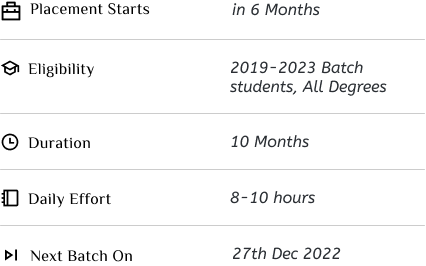 Placement Starts in 6 Months
Eligibility 2019-2023 Batch
students, All Degrees
Duration 10 Months
Daily Effort 8-10 hours
Next Batch On 27th Dec 2022